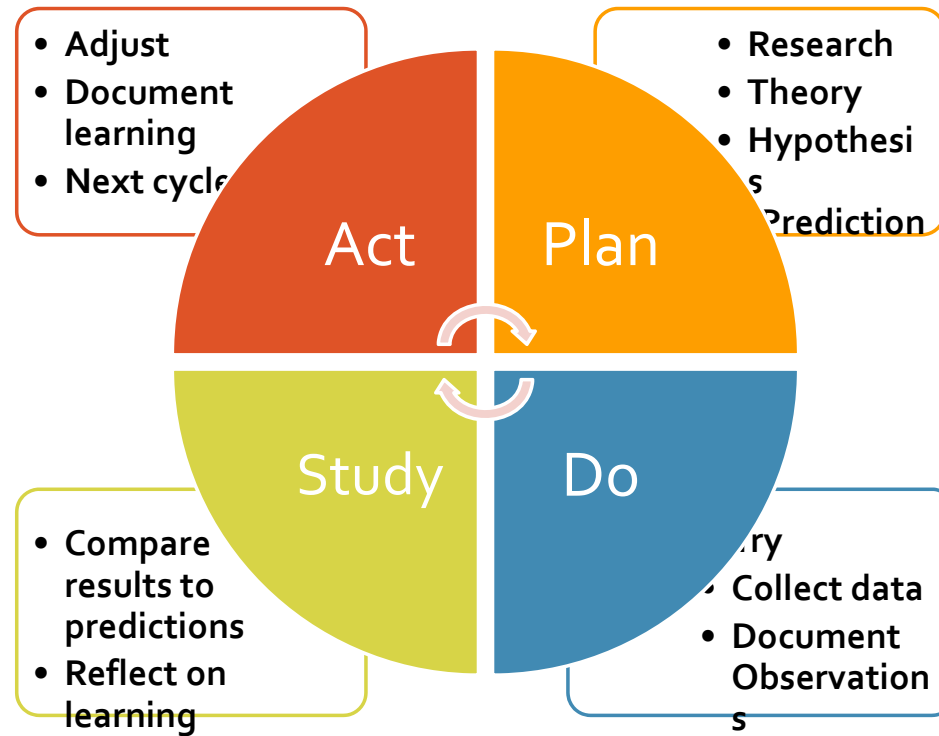 • Adjust
• Document
learning
• Next cycle
• Research
• Theory
• Hypothesi
s
Prediction
Act
Plan
Study
Do
• Compare
results to
predictions
• Reflect on
learning
ry
• Collect data
• Document
Observation
s